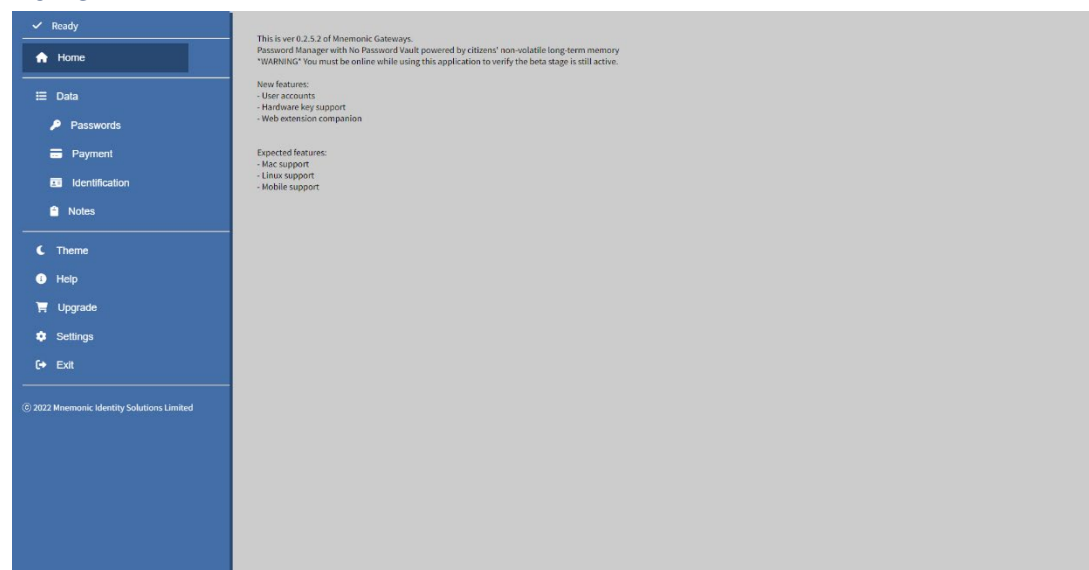 Ready
Home
Data
Passwords
Payment
Identification
Notes
Theme
Help
Upgrade
Settings
Exit
© 2022 Mnemonic Identity Solutions Limited
This is ver 0.2.5.2 of Mnemonic Gateways.
Password Manager with No Password Vault powered by citizens' non-volatile long-term memory
*WARNING* You must be online while using this application to verify the beta stage is still active.
New features:
- User accounts
- Hardware key support
- Web extension companion
Expected features:
- Mac support
- Linux support
- Mobile support